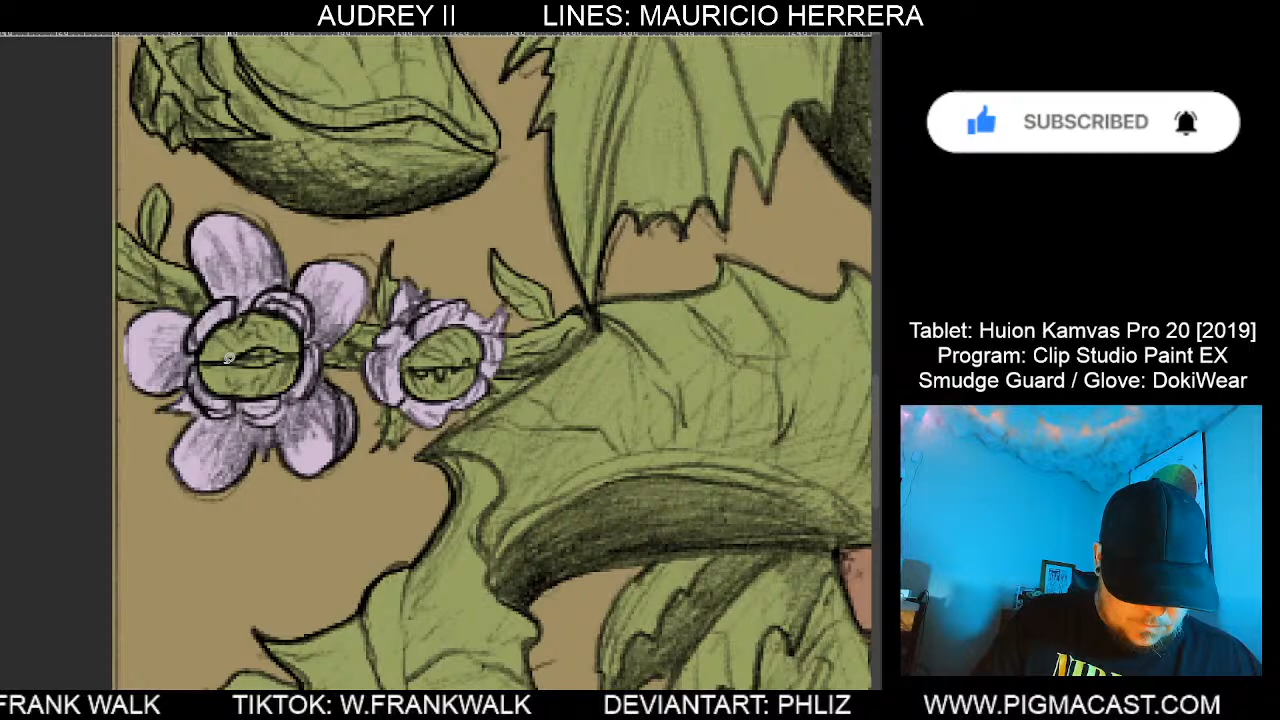 AUDREY II LINES: MAURICIO HERRERA
SUBSCRIBED
Tablet: Huion Kamvas Pro 20 [2019]
Program: Clip Studio Paint EX
Smudge Guard / Glove: DokiWear
FRANK WALK TIKTOK: W.FRANKWALK DEVIANTART: PHLIZ WWW.PIGMACAST.COM